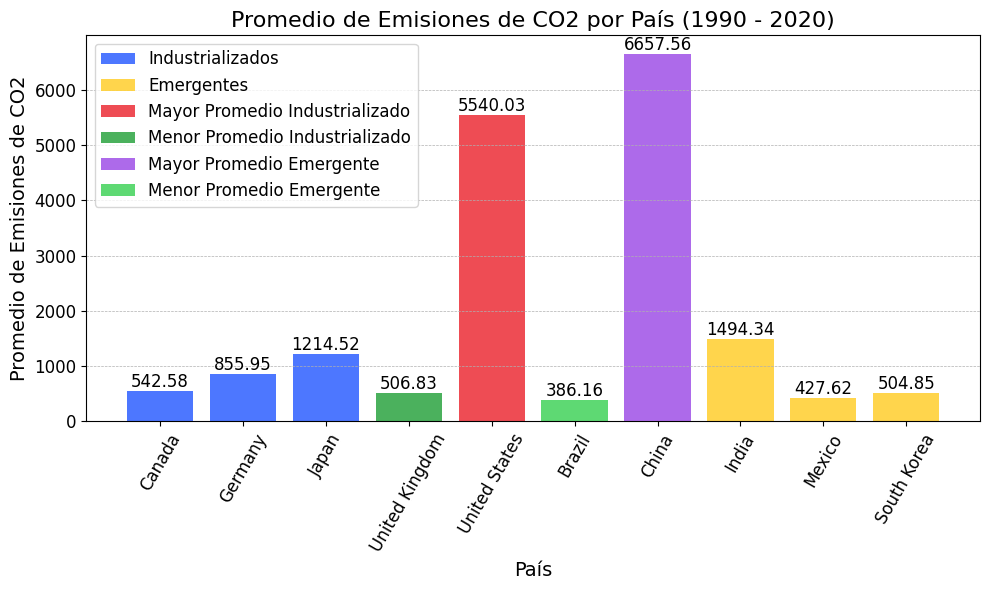 Promedio de Emisiones de CO2 por País (1990 - 2020)
Promedio de Emisiones de CO2
6000
5000
4000
3000
2000
1000
0
Industrializados
Emergentes
Mayor Promedio Industrializado
Menor Promedio Industrializado
Mayor Promedio Emergente
Menor Promedio Emergente
542.58
855.95
1214.52
506.83
5540.03
386.16
6657.56
1494.34
427.62
504.85
Canada
Germany
Japan
United Kingdom
United States
Brazil
China
India
Mexico
South Korea
País